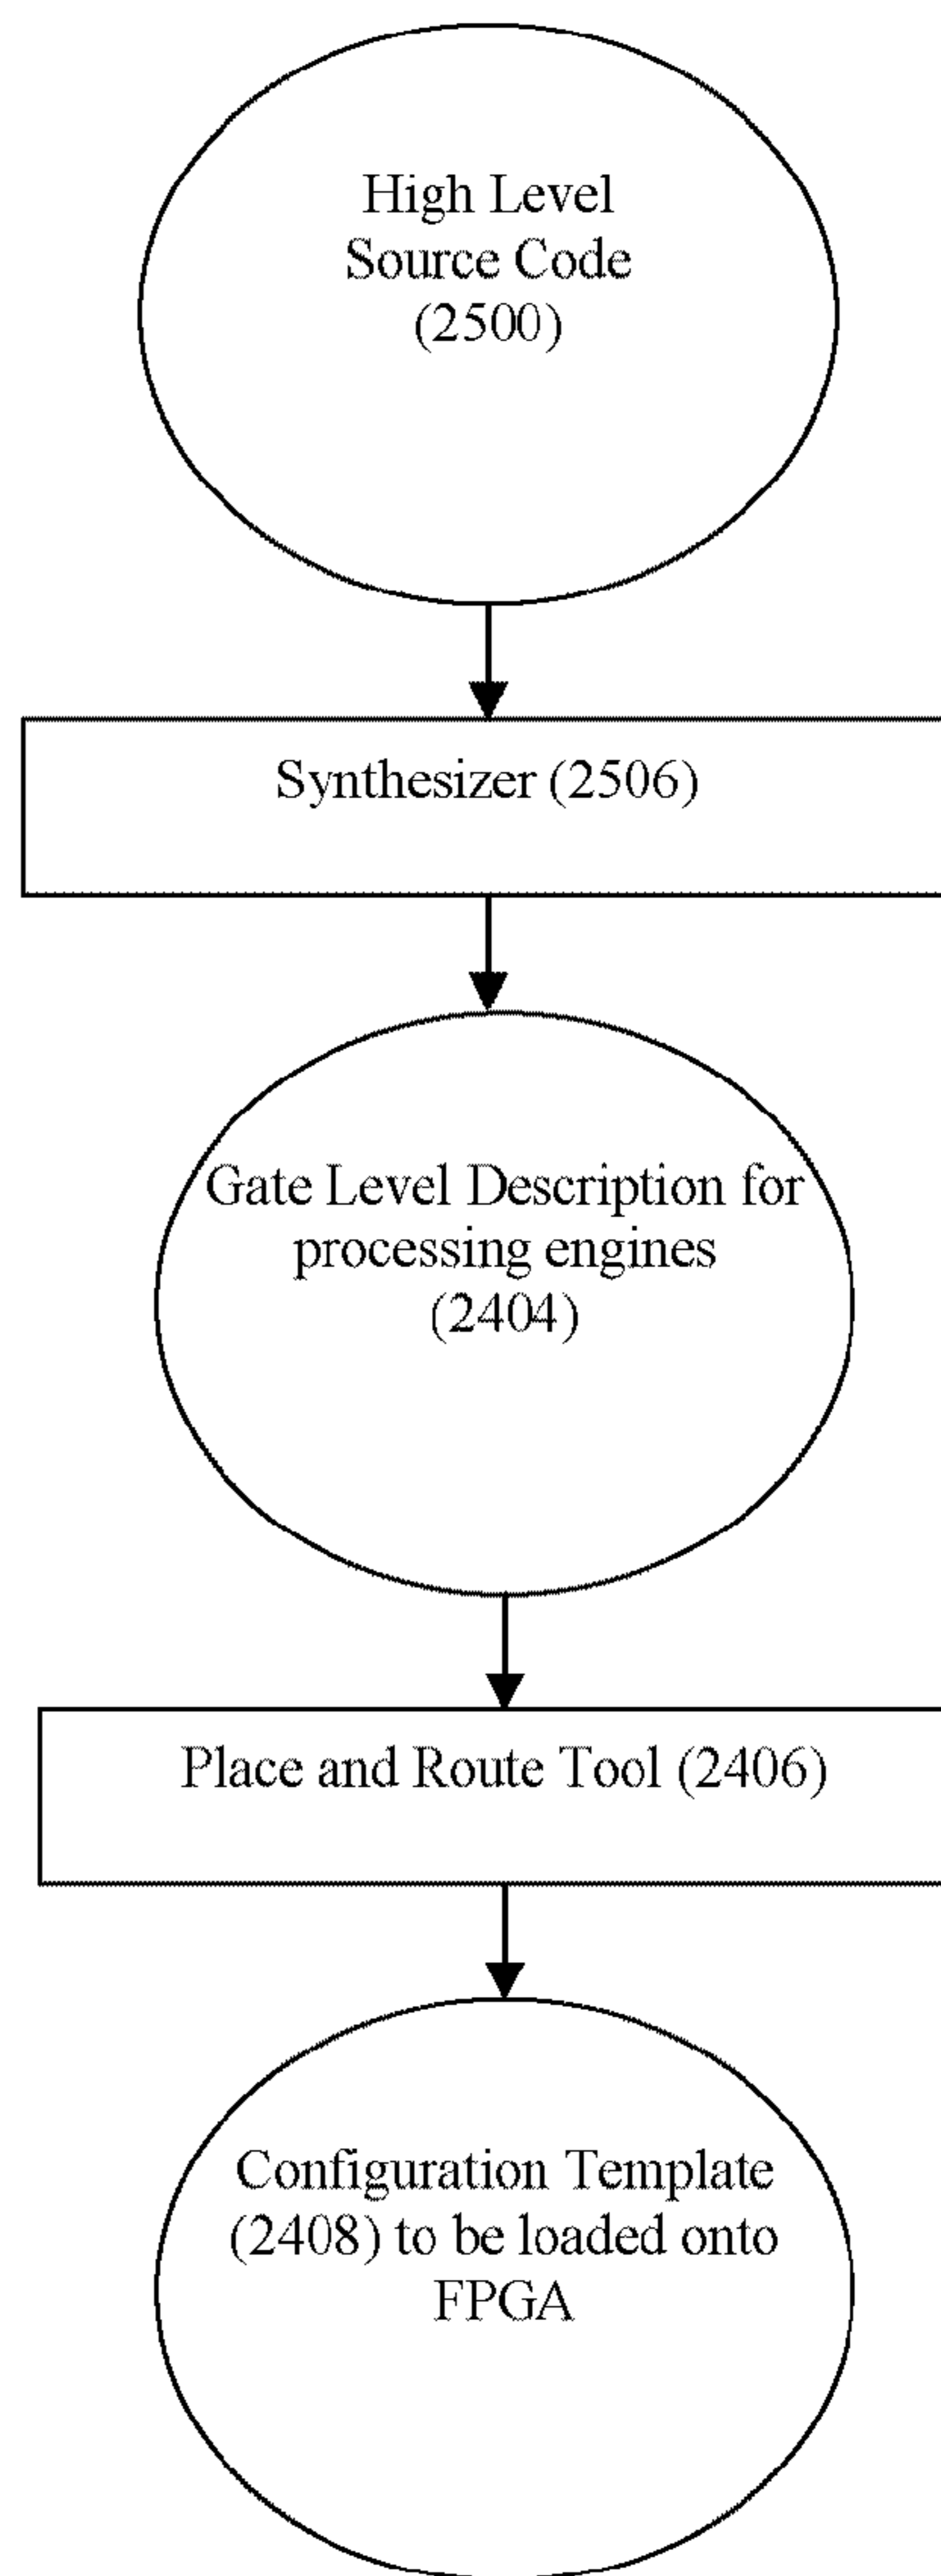 High Level
Source Code
(2500)
Synthesizer (2506)
Gate Level Description for
processing engines
(2404)
Place and Route Tool (2406)
Configuration Template
(2408) to be loaded onto
FPGA